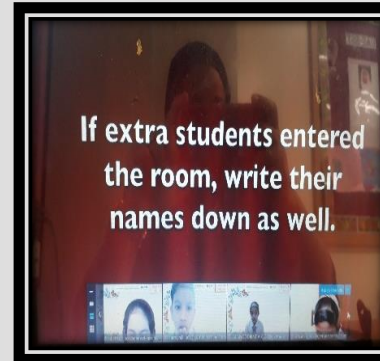 If extra students entered
the room, write their
names down as well.